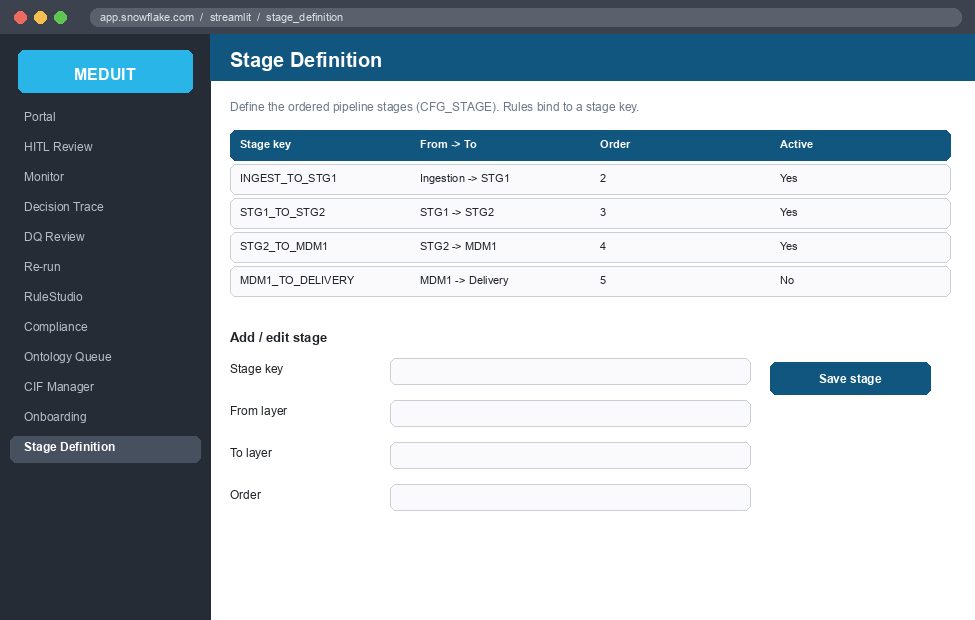 app.snowflake.com / streamlit / stage_definition
MEDUIT
Portal
HITL Review
Monitor
Decision Trace
DQ Review
Re-run
RuleStudio
Compliance
Ontology Queue
CIF Manager
Onboarding
Stage Definition
Stage Definition
Define the ordered pipeline stages (CFG_STAGE). Rules bind to a stage key.
Stage key From -> To Order Active
INGEST_TO_STG1 Ingestion -> STG1 2 Yes
STG1_TO_STG2 STG1 -> STG2 3 Yes
STG2_TO_MDM1 STG2 -> MDM1 4 Yes
MDM1_TO_DELIVERY MDM1 -> Delivery 5 No
Add / edit stage
Stage key
Save stage
From layer
To layer
Order